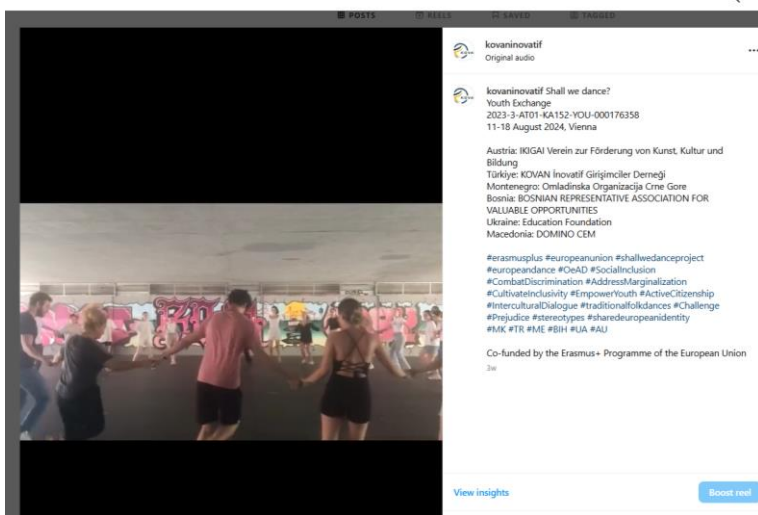 POSTS REELS SAVED TAGGED
kovaninovatif
Original audio
kovaninovatif Shall we dance?
Youth Exchange
2023-3-AT01-KA152-YOU-000176358
11-18 August 2024, Vienna
Austria: IKIGAI Verein zur Förderung von Kunst, Kultur und
Bildung
Türkiye: KOVAN İnovatif Girişimciler Derneği
Montenegro: Omladinska Organizacija Crne Gore
Bosnia: BOSNIAN REPRESENTATIVE ASSOCIATION FOR
VALUABLE OPPORTUNITIES
Ukraine: Education Foundation
Macedonia: DOMINO CEM
#erasmusplus #europeanunion #shallwedanceproject
#europeandance #OeAD #SocialInclusion
#CombatDiscrimination #AddressMarginalization
#CultivateInclusivity #EmpowerYouth #ActiveCitizenship
#InterculturalDialogue #traditionalfolkdances #Challenge
#Prejudice #stereotypes #sharedeuropeanidentity
#MK #TR #ME #BIH #UA #AU
Co-funded by the Erasmus+ Programme of the European Union
3w
View insights
Boost reel